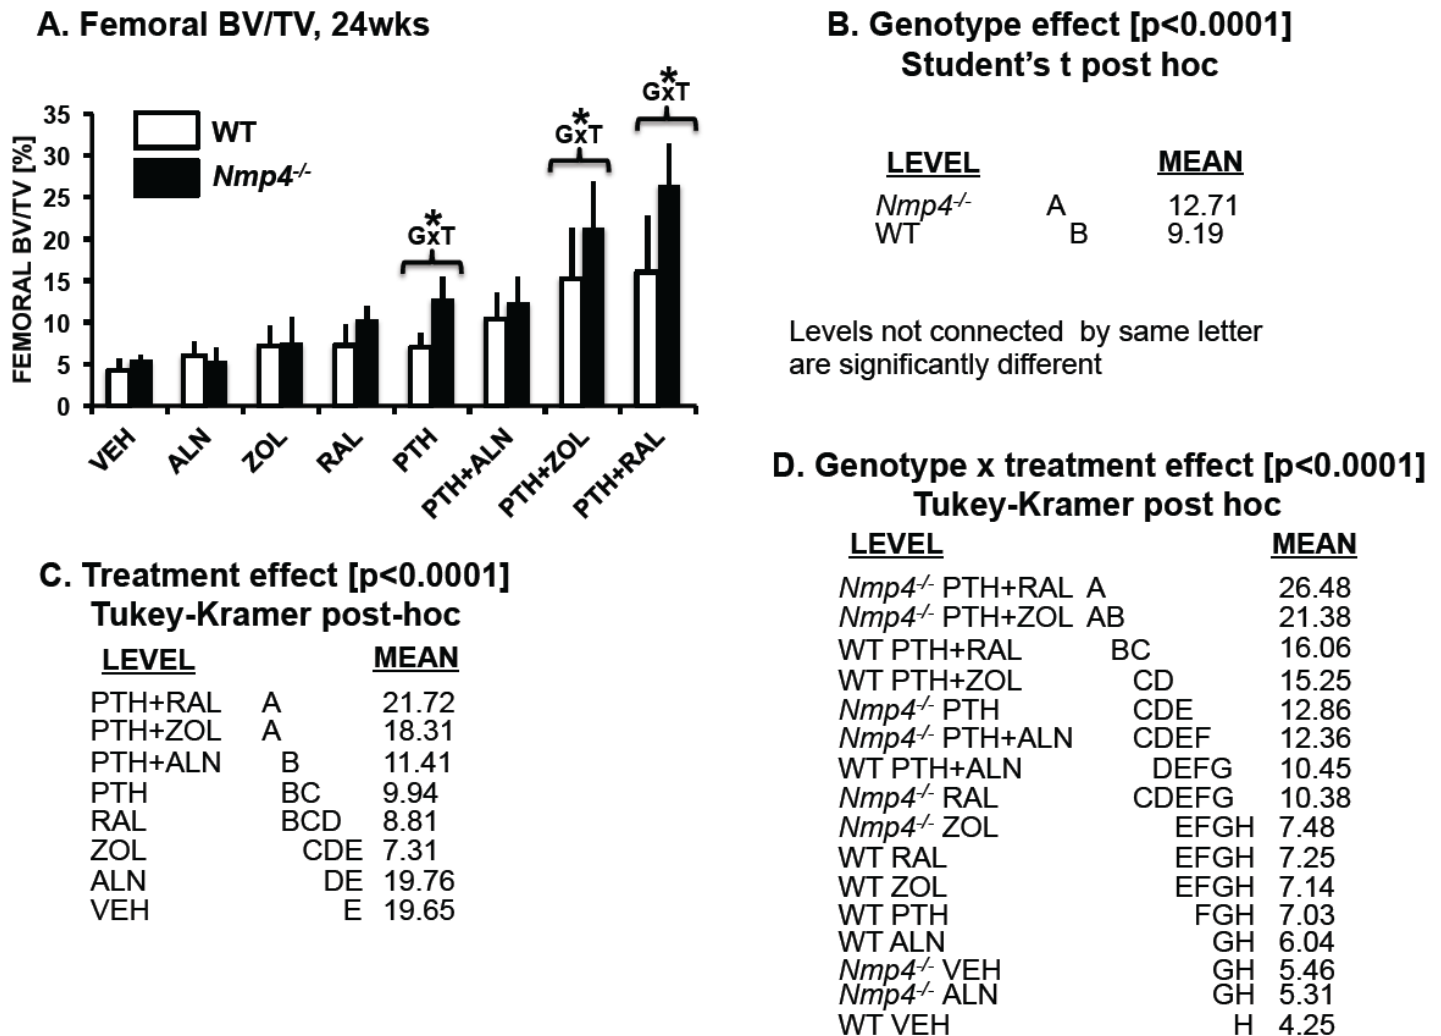 A. Femoral BV/TV, 24wks
FEMORAL BV/TV [%]
35
30
25
20
15
10
5
0
WT
Nmp4-/-
*
GxT
*
GxT
*
GxT
VEH
ALN
ZOL
RAL
PTH
PTH+ALN
PTH+ZOL
PTH+RAL
B. Genotype effect [p<0.0001]
Student's t post hoc
LEVEL MEAN
Nmp4-/- A 12.71
WT B 9.19
Levels not connected by same letter
are significantly different
C. Treatment effect [p<0.0001]
Tukey-Kramer post-hoc
LEVEL MEAN
PTH+RAL A 21.72
PTH+ZOL A 18.31
PTH+ALN B 11.41
PTH BC 9.94
RAL BCD 8.81
ZOL CDE 7.31
ALN DE 19.76
VEH E 19.65
D. Genotype x treatment effect [p<0.0001]
Tukey-Kramer post hoc
LEVEL MEAN
Nmp4-/- PTH+RAL A 26.48
Nmp4-/- PTH+ZOL AB 21.38
WT PTH+RAL BC 16.06
WT PTH+ZOL CD 15.25
Nmp4-/- PTH CDE 12.86
Nmp4-/- PTH+ALN CDEF 12.36
WT PTH+ALN DEFG 10.45
Nmp4-/- RAL CDEFG 10.38
Nmp4-/- ZOL EFGH 7.48
WT RAL EFGH 7.25
WT ZOL EFGH 7.14
WT PTH FGH 7.03
WT ALN GH 6.04
Nmp4-/- VEH GH 5.46
Nmp4-/- ALN GH 5.31
WT VEH H 4.25